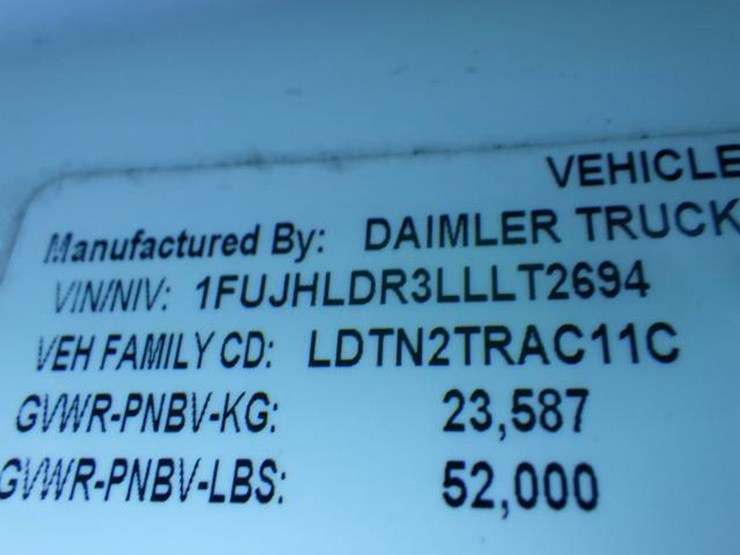 VEHICLE
Manufactured By: DAIMLER TRUCK
VIN/NIV: 1FUJHLDR3LLLT2694
VEH FAMILY CD: LDTN2TRAC11C
GVWR-PNBV-KG: 23,587
GVWR-PNBV-LBS: 52,000